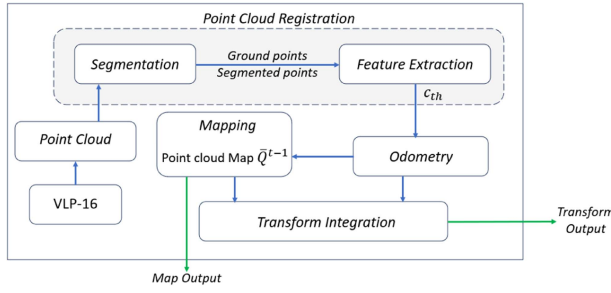 Point Cloud Registration
Segmentation
Ground points
Segmented points
Feature Extraction
c_th
Point Cloud
Mapping
Point cloud Map Q̄^{t−1}
Odometry
VLP-16
Transform Integration
Transform
Output
Map Output